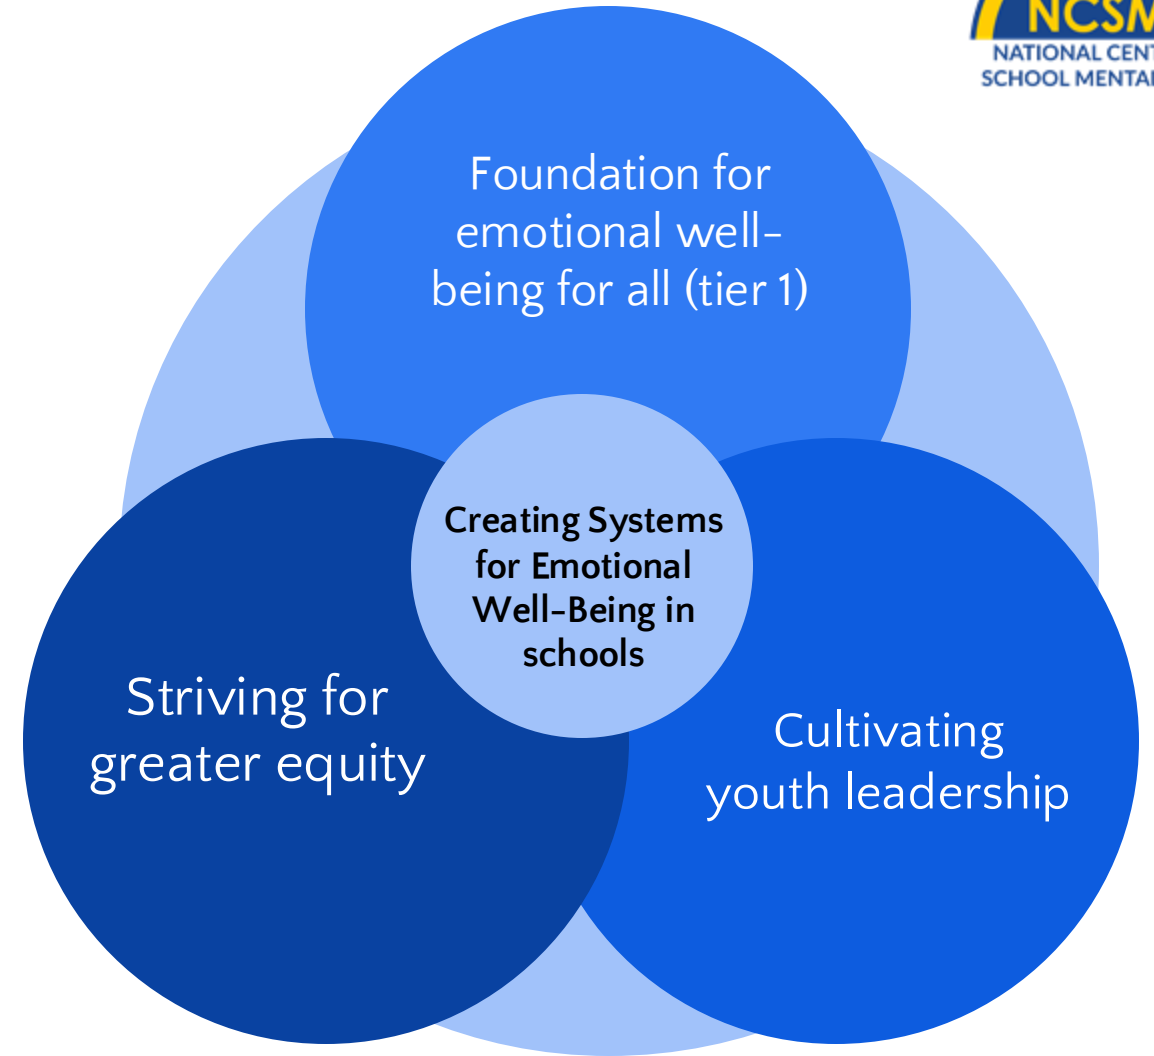 NCSM
NATIONAL CENT
SCHOOL MENTAL
Foundation for
emotional well-
being for all (tier 1)
Creating Systems
for Emotional
Well-Being in
schools
Striving for
greater equity
Cultivating
youth leadership